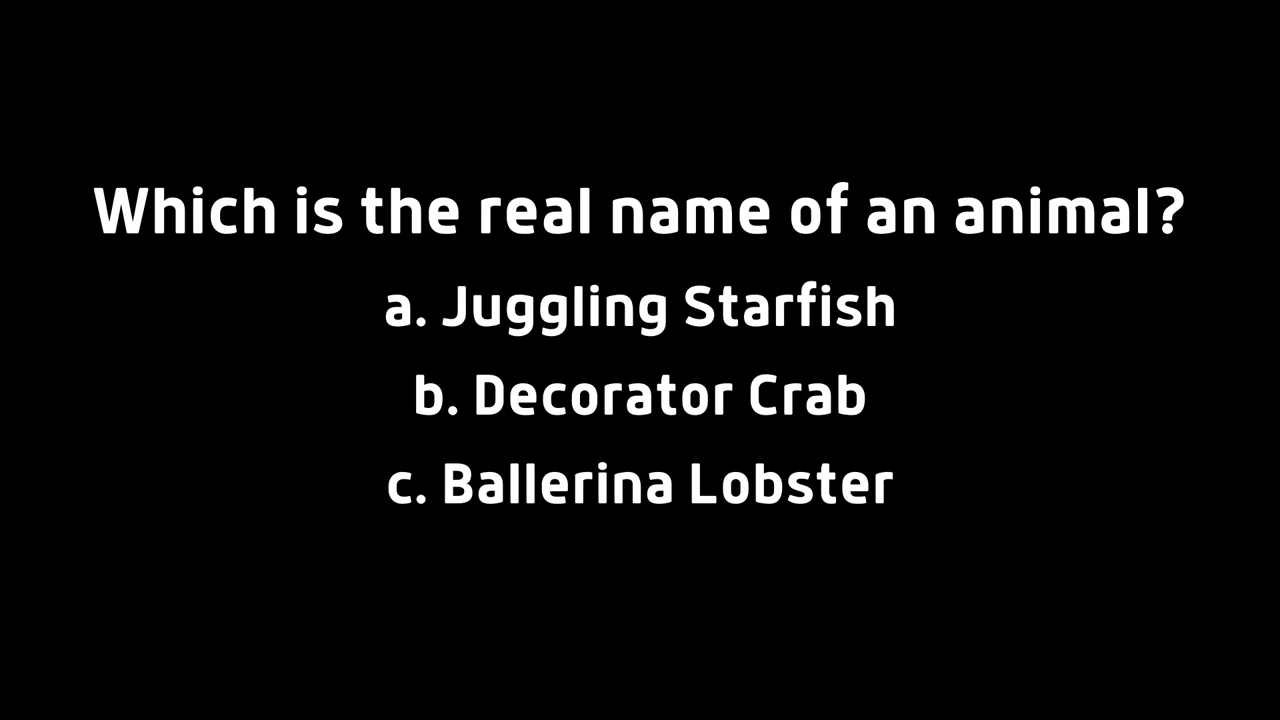 Which is the real name of an animal?
a. Juggling Starfish
b. Decorator Crab
c. Ballerina Lobster